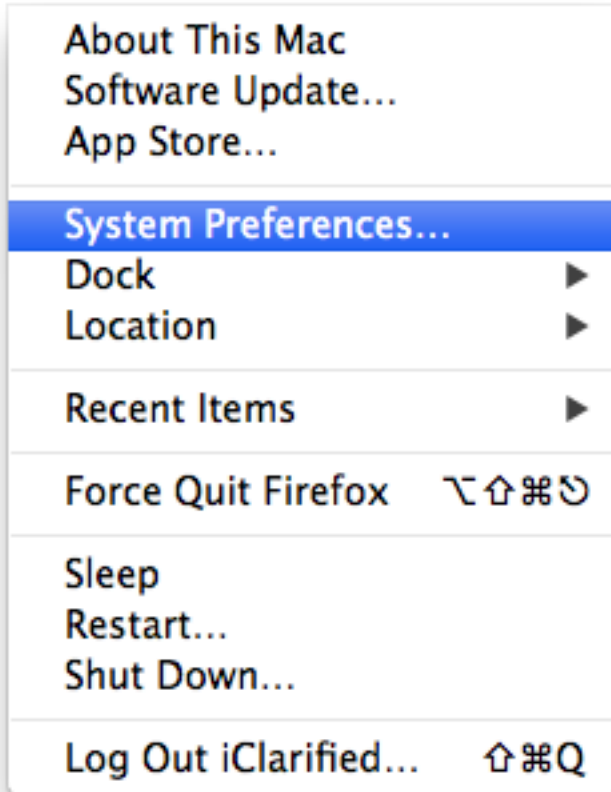 About This Mac
Software Update...
App Store...
System Preferences...
Dock ▶
Location ▶
Recent Items ▶
Force Quit Firefox ⌥⇧⌘⎋
Sleep
Restart...
Shut Down...
Log Out iClarified... ⇧⌘Q